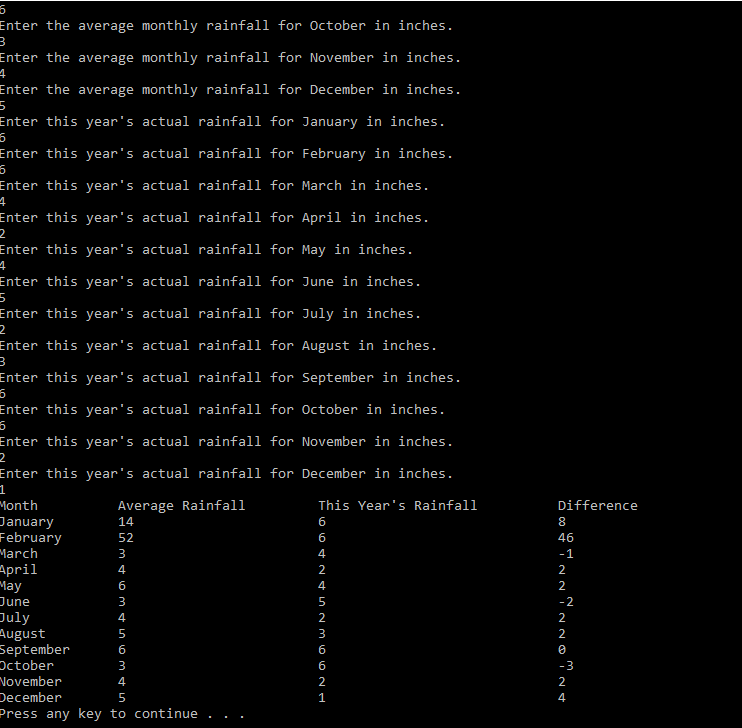 6
Enter the average monthly rainfall for October in inches.
3
Enter the average monthly rainfall for November in inches.
4
Enter the average monthly rainfall for December in inches.
5
Enter this year's actual rainfall for January in inches.
6
Enter this year's actual rainfall for February in inches.
6
Enter this year's actual rainfall for March in inches.
4
Enter this year's actual rainfall for April in inches.
2
Enter this year's actual rainfall for May in inches.
4
Enter this year's actual rainfall for June in inches.
5
Enter this year's actual rainfall for July in inches.
2
Enter this year's actual rainfall for August in inches.
3
Enter this year's actual rainfall for September in inches.
6
Enter this year's actual rainfall for October in inches.
6
Enter this year's actual rainfall for November in inches.
2
Enter this year's actual rainfall for December in inches.
1
Month Average Rainfall This Year's Rainfall Difference
January 14 6 8
February 52 6 46
March 3 4 -1
April 4 2 2
May 6 4 2
June 3 5 -2
July 4 2 2
August 5 3 2
September 6 6 0
October 3 6 -3
November 4 2 2
December 5 1 4
Press any key to continue . . .